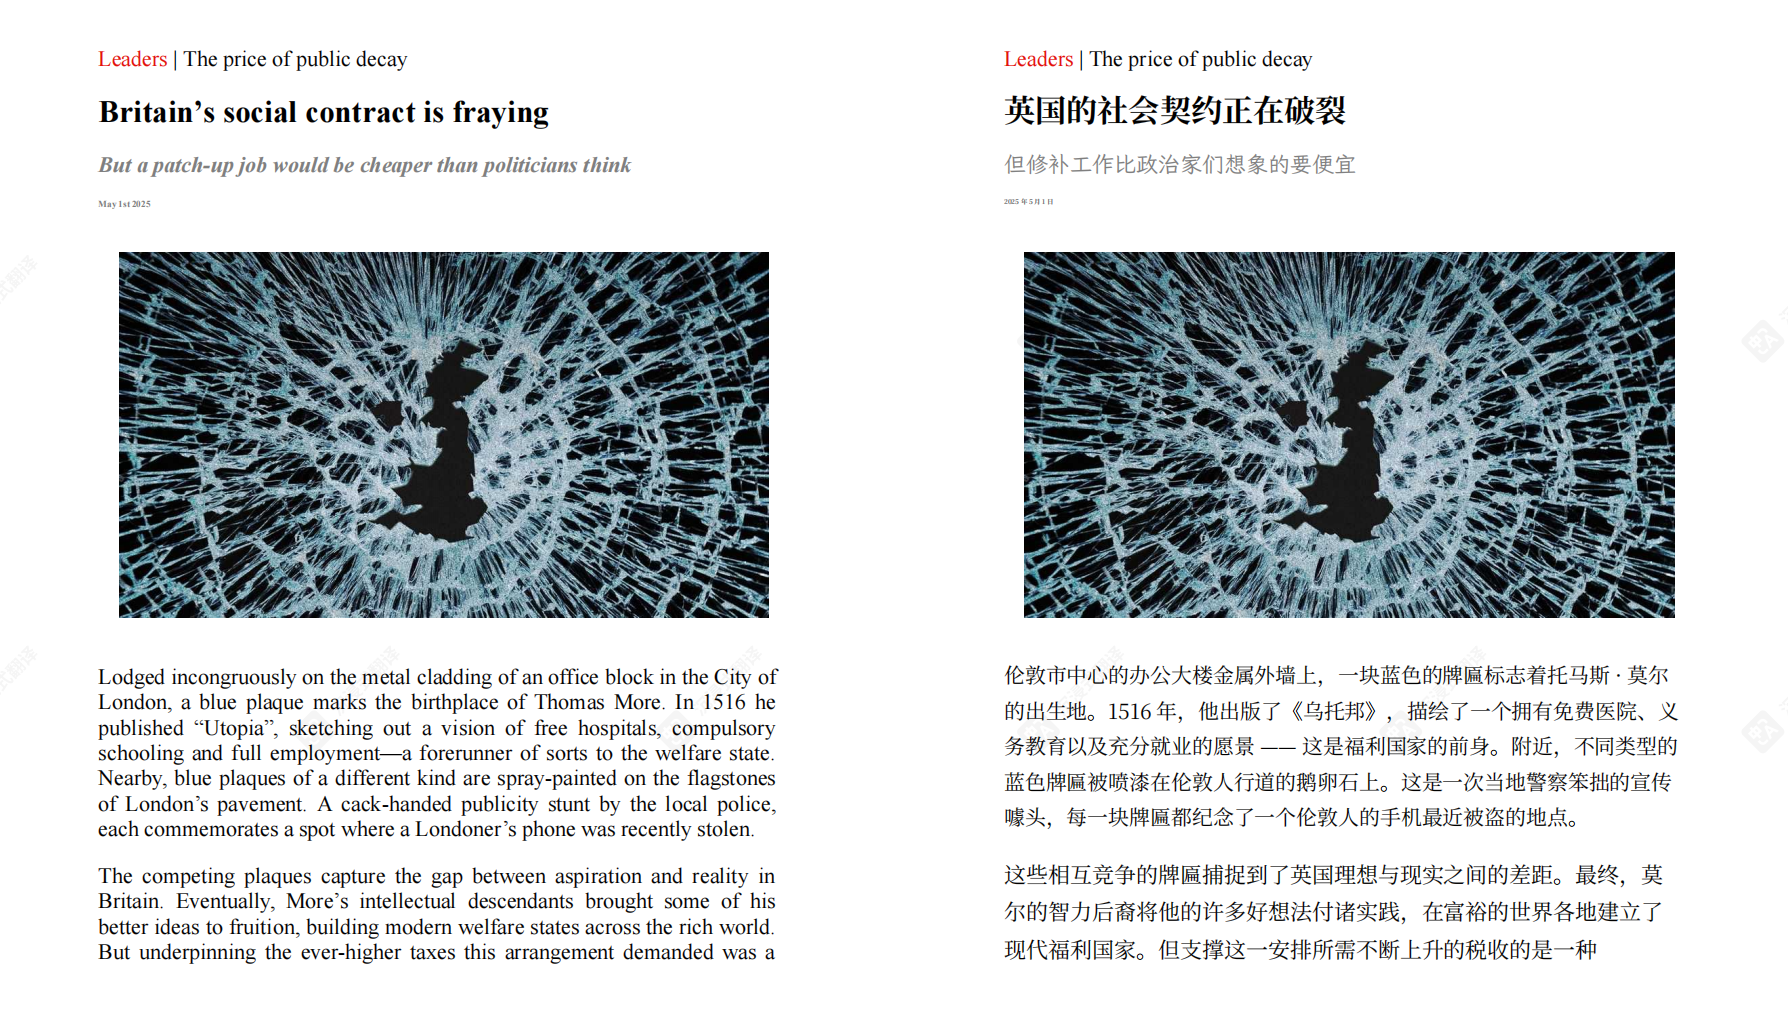 Leaders | The price of public decay
Britain’s social contract is fraying
But a patch-up job would be cheaper than politicians think
May 1st 2025
Lodged incongruously on the metal cladding of an office block in the City of
London, a blue plaque marks the birthplace of Thomas More. In 1516 he
published “Utopia”, sketching out a vision of free hospitals, compulsory
schooling and full employment—a forerunner of sorts to the welfare state.
Nearby, blue plaques of a different kind are spray-painted on the flagstones
of London’s pavement. A cack-handed publicity stunt by the local police,
each commemorates a spot where a Londoner’s phone was recently stolen.
The competing plaques capture the gap between aspiration and reality in
Britain. Eventually, More’s intellectual descendants brought some of his
better ideas to fruition, building modern welfare states across the rich world.
But underpinning the ever-higher taxes this arrangement demanded was a
Leaders | The price of public decay
英国的社会契约正在破裂
但修补工作比政治家们想象的要便宜
2025 年 5 月 1 日
伦敦市中心的办公大楼金属外墙上，一块蓝色的牌匾标志着托马斯 · 莫尔
的出生地。1516 年，他出版了《乌托邦》，描绘了一个拥有免费医院、义
务教育以及充分就业的愿景 —— 这是福利国家的前身。附近，不同类型的
蓝色牌匾被喷漆在伦敦人行道的鹅卵石上。这是一次当地警察笨拙的宣传
噱头，每一块牌匾都纪念了一个伦敦人的手机最近被盗的地点。
这些相互竞争的牌匾捕捉到了英国理想与现实之间的差距。最终，莫
尔的智力后裔将他的许多好想法付诸实践，在富裕的世界各地建立了
现代福利国家。但支撑这一安排所需不断上升的税收的是一种